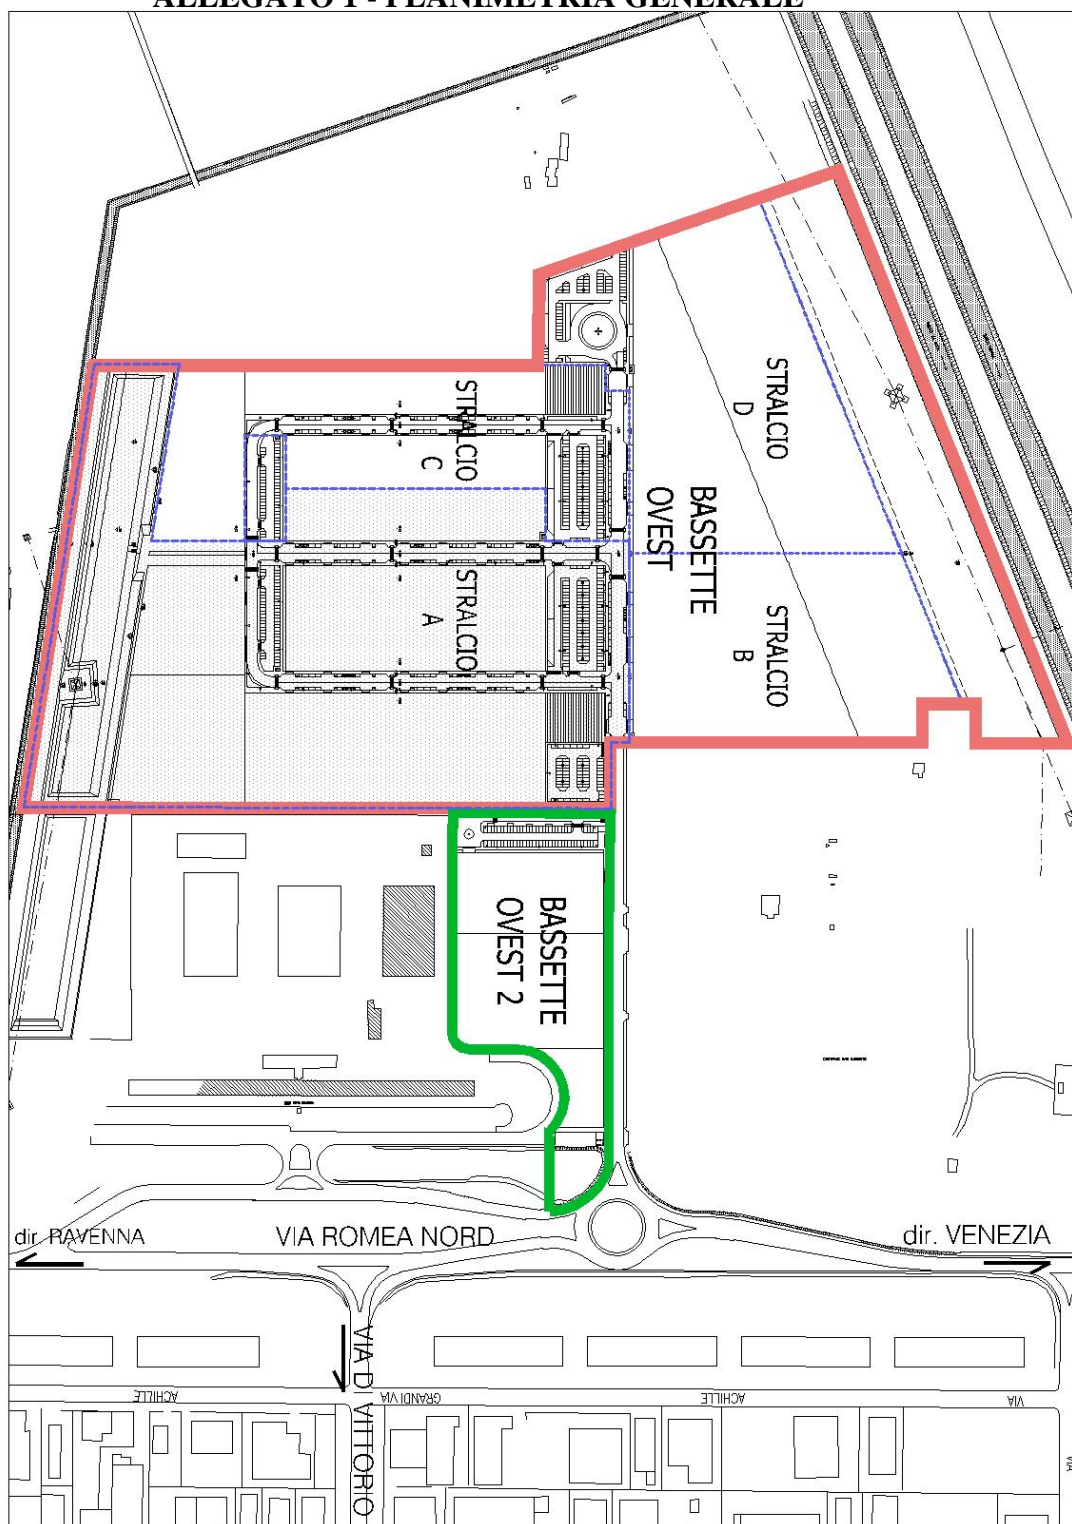 ALLEGATO 1 - PLANIMETRIA GENERALE
STRALCIO
D
STRALCIO
C
BASSETTE
OVEST
STRALCIO
A
STRALCIO
B
BASSETTE
OVEST 2
dir. RAVENNA
VIA ROMEA NORD
dir. VENEZIA
VIA DI VITTORIO
ACHILLE
GRANDI VIA
ACHILLE
VIA
VIA